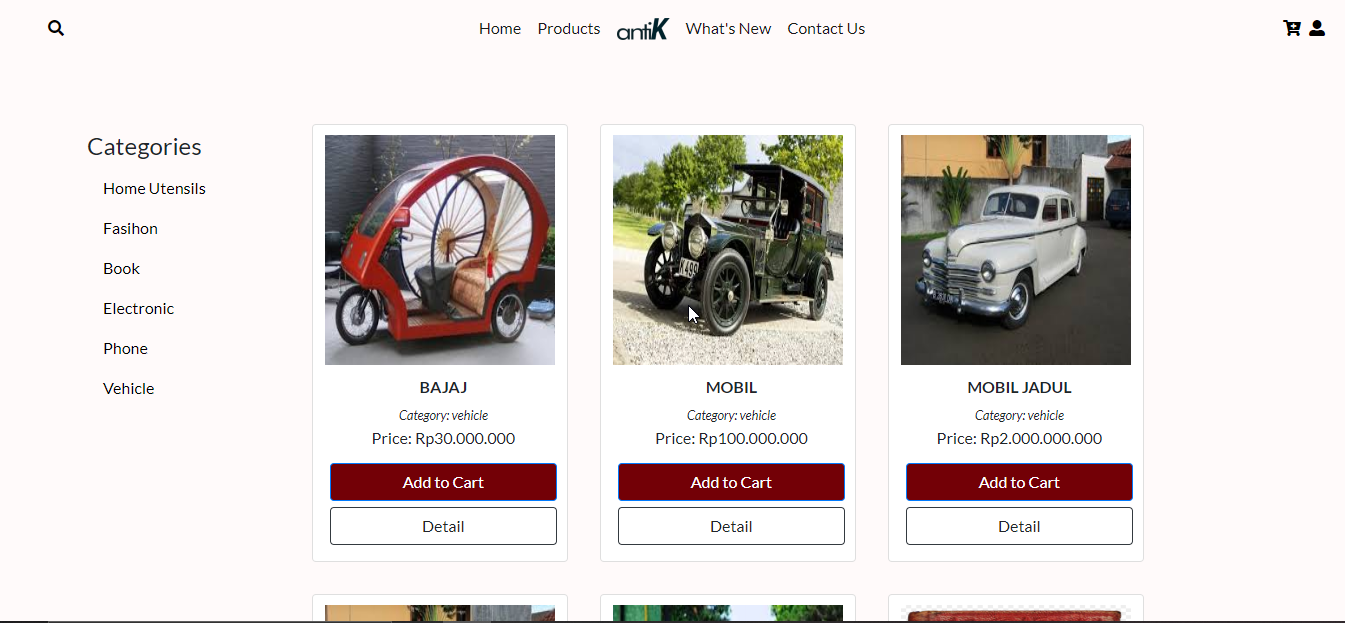 Home Products antiK What's New Contact Us
Categories
Home Utensils
Fasihon
Book
Electronic
Phone
Vehicle
BAJAJ
Category: vehicle
Price: Rp30.000.000
Add to Cart
Detail
K499
MOBIL
Category: vehicle
Price: Rp100.000.000
Add to Cart
Detail
MOBIL JADUL
Category: vehicle
Price: Rp2.000.000.000
Add to Cart
Detail